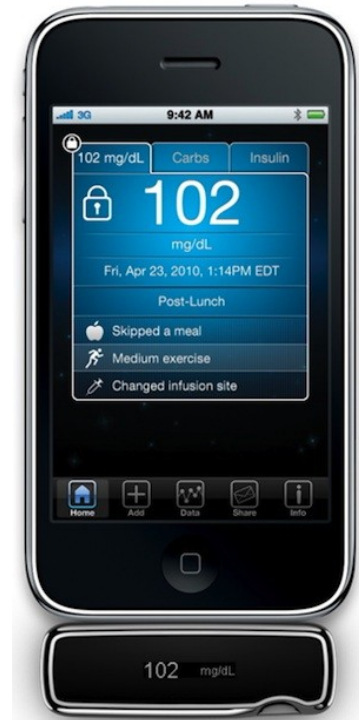 3G 9:42 AM
102 mg/dL Carbs Insulin
102
mg/dL
Fri, Apr 23, 2010, 1:14PM EDT
Post-Lunch
Skipped a meal
Medium exercise
Changed infusion site
Home Add Data Share Info
102 mg/dL